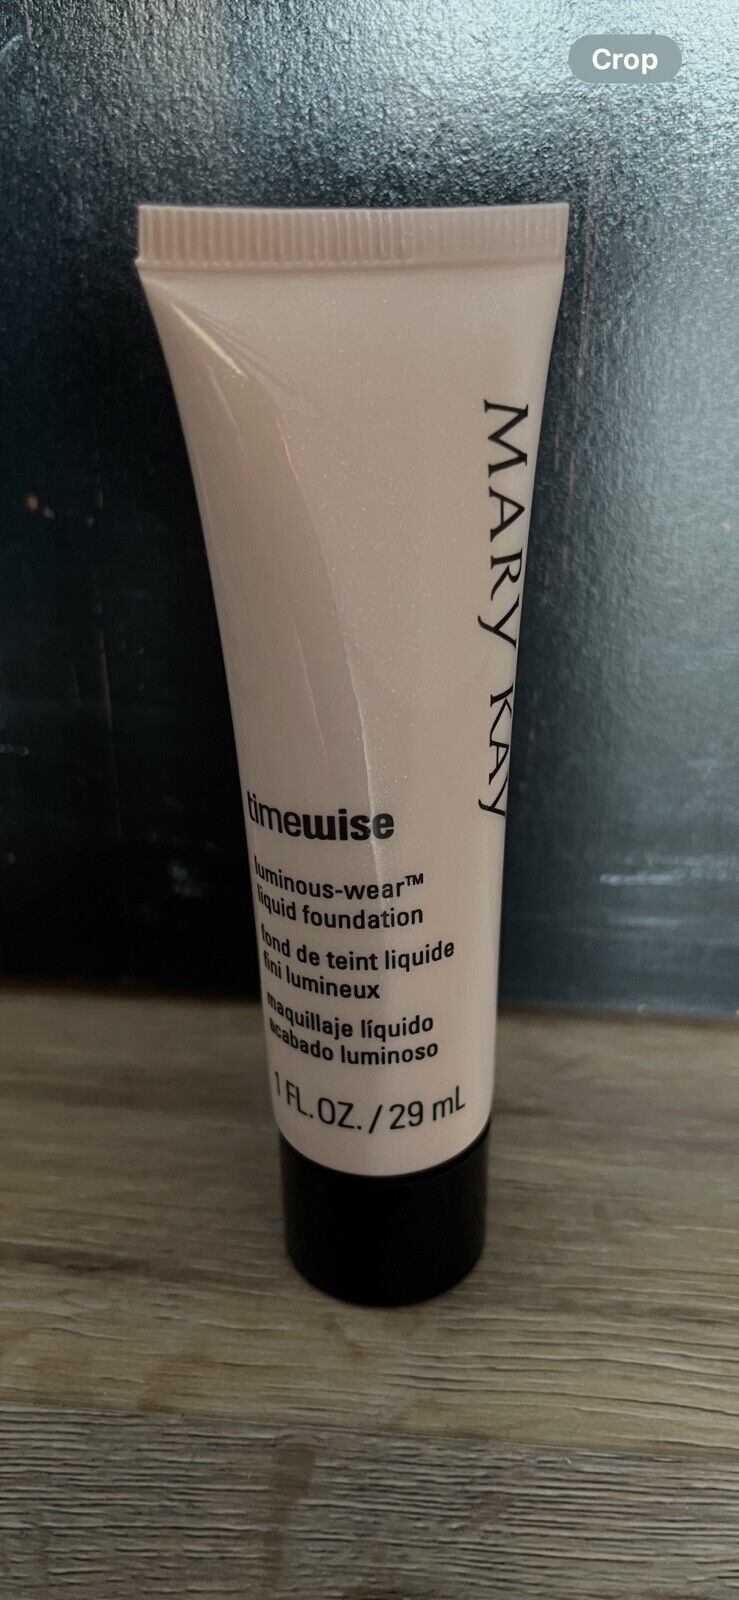 Crop
MARY KAY
timewise
luminous-wear™
liquid foundation
fond de teint liquide
fini lumineux
maquillaje líquido
acabado luminoso
1 FL.OZ. / 29 mL